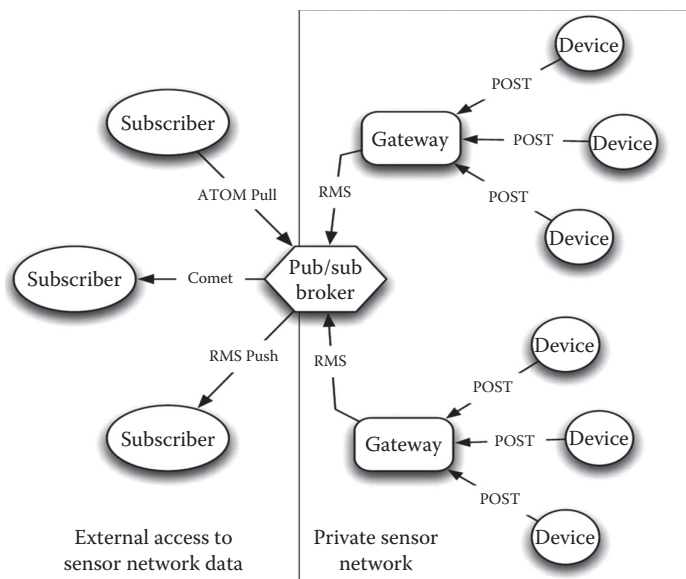 Device
POST
Subscriber
Gateway
POST
Device
ATOM Pull
RMS
POST
Device
Subscriber
Comet
Pub/sub
broker
RMS Push
RMS
Device
POST
Subscriber
Gateway
POST
Device
POST
Device
External access to
sensor network data
Private sensor
network